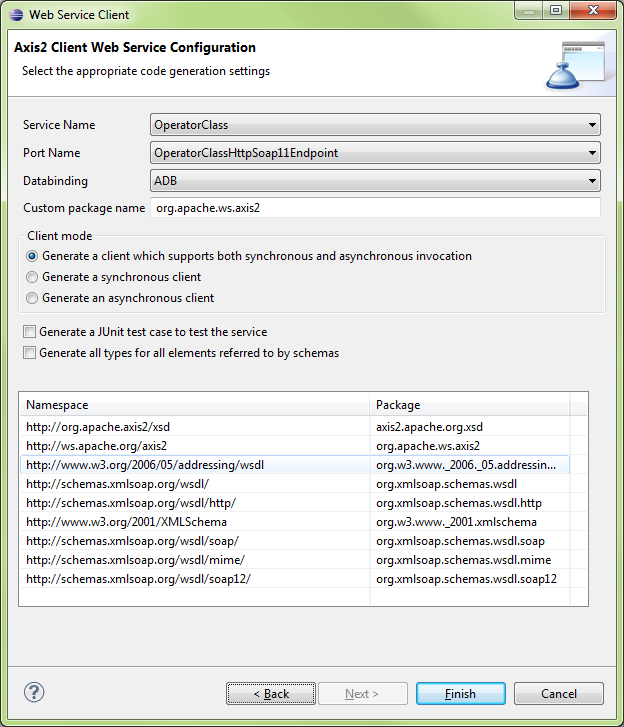 Web Service Client
Axis2 Client Web Service Configuration
Select the appropriate code generation settings
Service Name OperatorClass
Port Name OperatorClassHttpSoap11Endpoint
Databinding ADB
Custom package name org.apache.ws.axis2
Client mode
Generate a client which supports both synchronous and asynchronous invocation
Generate a synchronous client
Generate an asynchronous client
Generate a JUnit test case to test the service
Generate all types for all elements referred to by schemas
Namespace Package
http://org.apache.axis2/xsd axis2.apache.org.xsd
http://ws.apache.org/axis2 org.apache.ws.axis2
http://www.w3.org/2006/05/addressing/wsdl org.w3.www._2006._05.addressin...
http://schemas.xmlsoap.org/wsdl/ org.xmlsoap.schemas.wsdl
http://schemas.xmlsoap.org/wsdl/http/ org.xmlsoap.schemas.wsdl.http
http://www.w3.org/2001/XMLSchema org.w3.www._2001.xmlschema
http://schemas.xmlsoap.org/wsdl/soap/ org.xmlsoap.schemas.wsdl.soap
http://schemas.xmlsoap.org/wsdl/mime/ org.xmlsoap.schemas.wsdl.mime
http://schemas.xmlsoap.org/wsdl/soap12/ org.xmlsoap.schemas.wsdl.soap12
? < Back Next > Finish Cancel